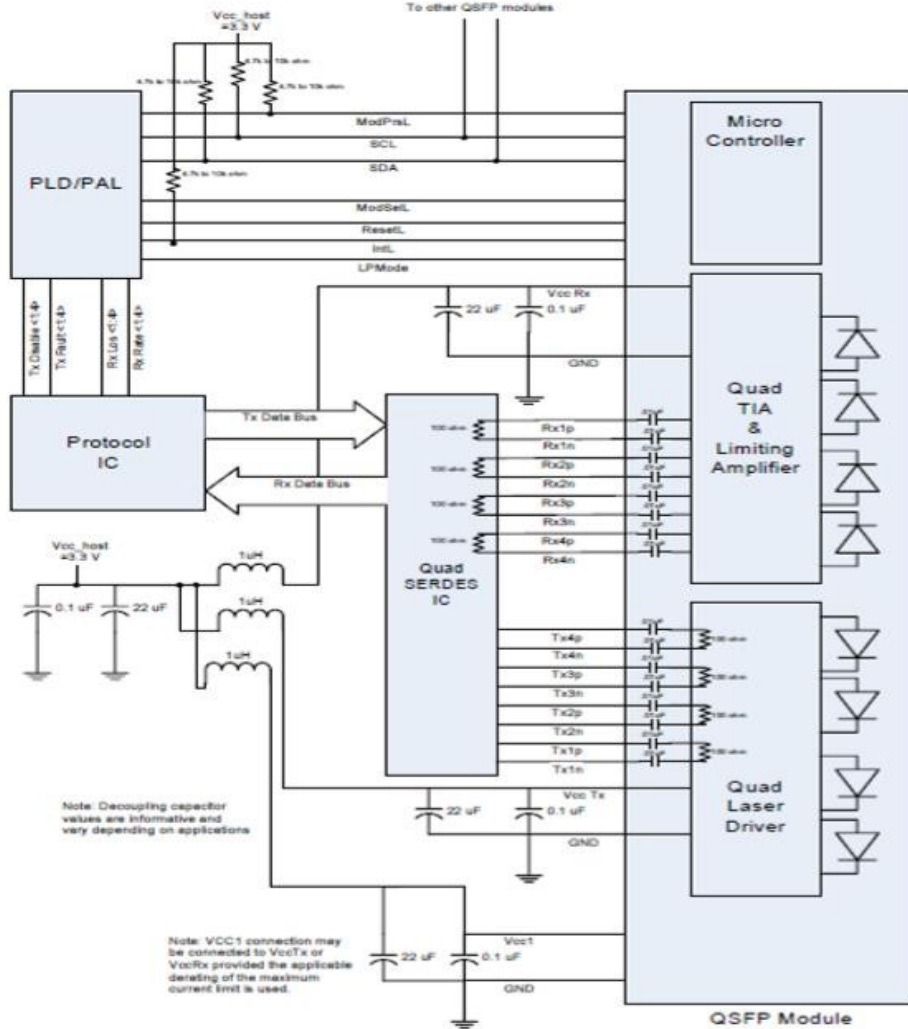 To other QSFP modules
Vcc_host
=3.3 V
4.7k to 10k ohm
4.7k to 10k ohm
4.7k to 10k ohm
4.7k to 10k ohm
PLD/PAL
ModPrsL
SCL
SDA
ModSelL
ResetL
IntL
LPMode
Micro
Controller
Tx Disable <1:4>
Tx Fault <1:4>
Rx Los <1:4>
Rx Rate <1:4>
22 uF
Vcc Rx
0.1 uF
GND
Quad
TIA
&
Limiting
Amplifier
Protocol
IC
Tx Data Bus
Rx Data Bus
100 ohm
100 ohm
100 ohm
100 ohm
Quad
SERDES
IC
Rx1p
Rx1n
Rx2p
Rx2n
Rx3p
Rx3n
Rx4p
Rx4n
Vcc_host
=3.3 V
0.1 uF
22 uF
1uH
1uH
1uH
Tx4p
Tx4n
Tx3p
Tx3n
Tx2p
Tx2n
Tx1p
Tx1n
100 ohm
100 ohm
100 ohm
100 ohm
Quad
Laser
Driver
Vcc Tx
22 uF
0.1 uF
GND
Note: Decoupling capacitor
values are informative and
vary depending on applications
Note: VCC1 connection may
be connected to VccTx or
VccRx provided the applicable
derating of the maximum
current limit is used.
22 uF
Vcc1
0.1 uF
GND
QSFP Module